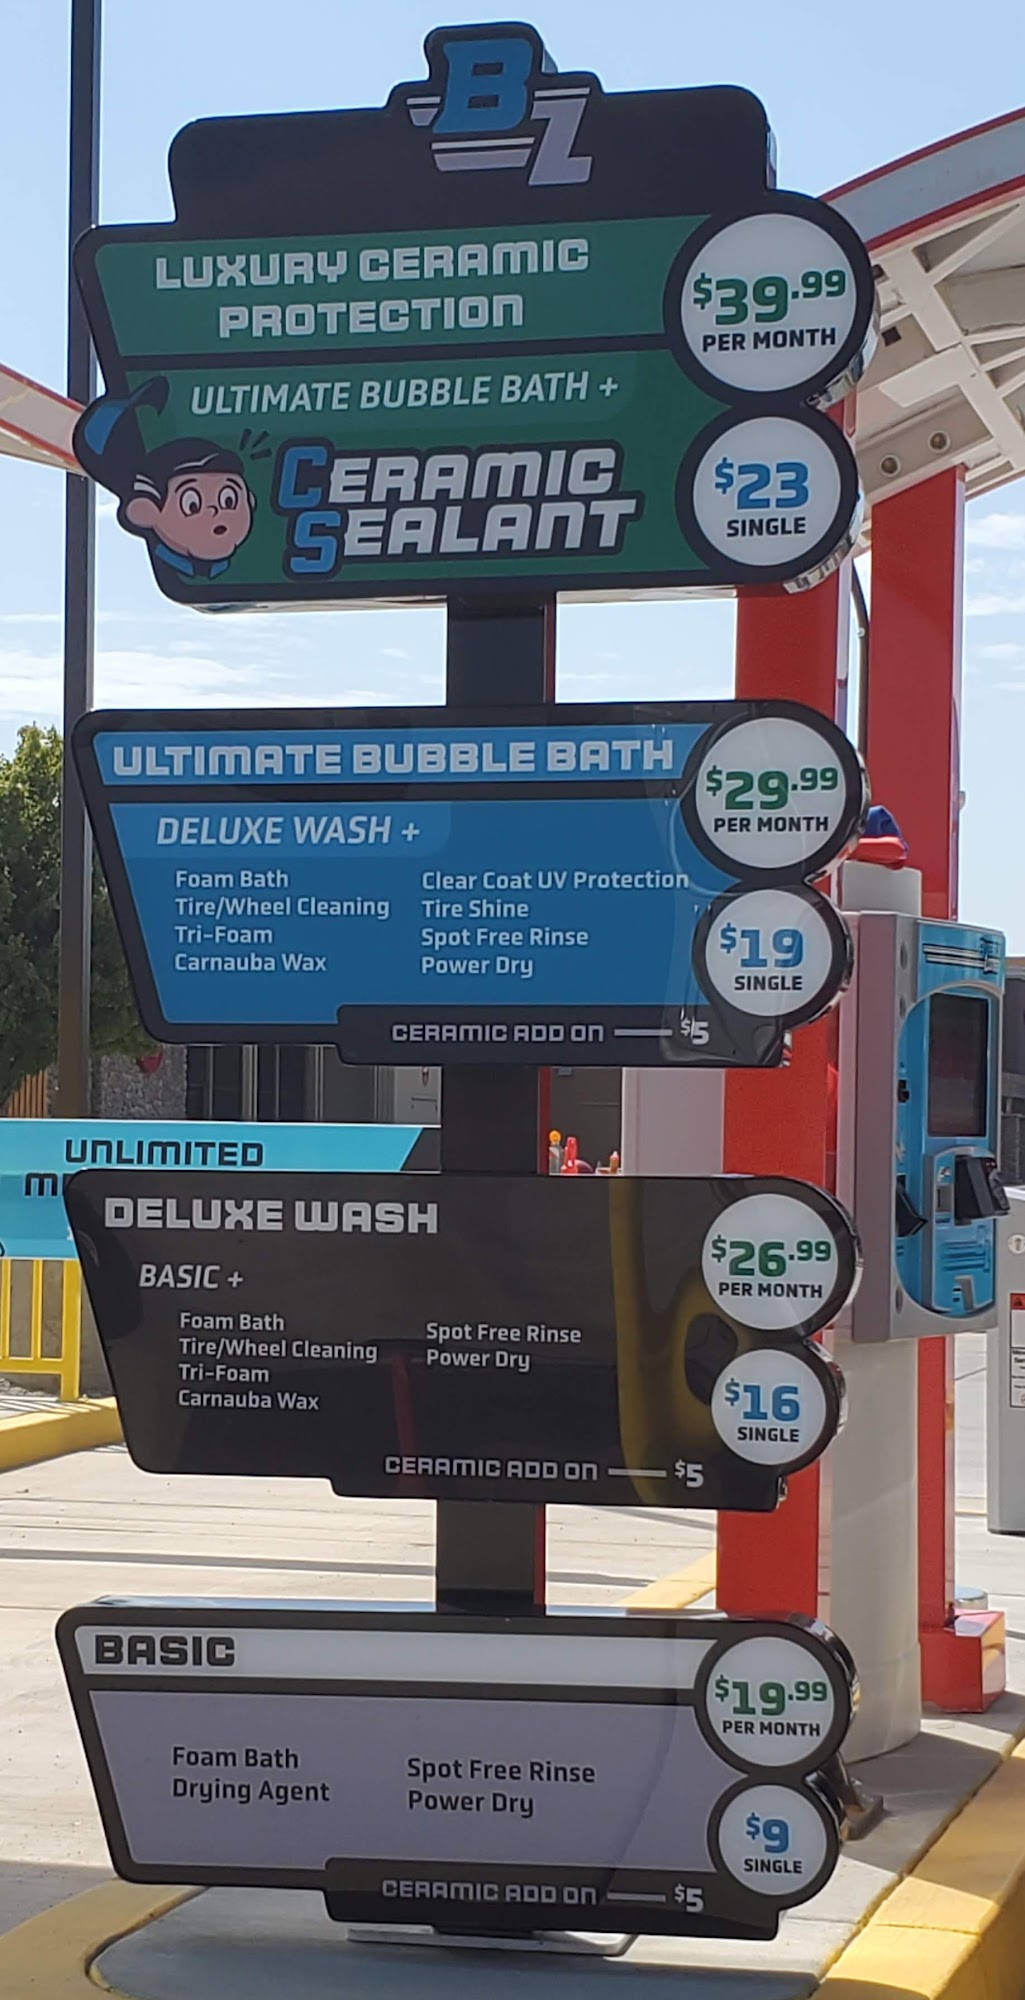 BZ
LUXURY CERAMIC
PROTECTION
$39.99
PER MONTH
ULTIMATE BUBBLE BATH +
CERAMIC
SEALANT
$23
SINGLE
ULTIMATE BUBBLE BATH
$29.99
PER MONTH
DELUXE WASH +
Foam Bath
Tire/Wheel Cleaning
Tri-Foam
Carnauba Wax
Clear Coat UV Protection
Tire Shine
Spot Free Rinse
Power Dry
$19
SINGLE
CERAMIC ADD ON — $5
UNLIMITED
DELUXE WASH
$26.99
PER MONTH
BASIC +
Foam Bath
Tire/Wheel Cleaning
Tri-Foam
Carnauba Wax
Spot Free Rinse
Power Dry
$16
SINGLE
CERAMIC ADD ON — $5
BASIC
$19.99
PER MONTH
Foam Bath
Drying Agent
Spot Free Rinse
Power Dry
$9
SINGLE
CERAMIC ADD ON — $5